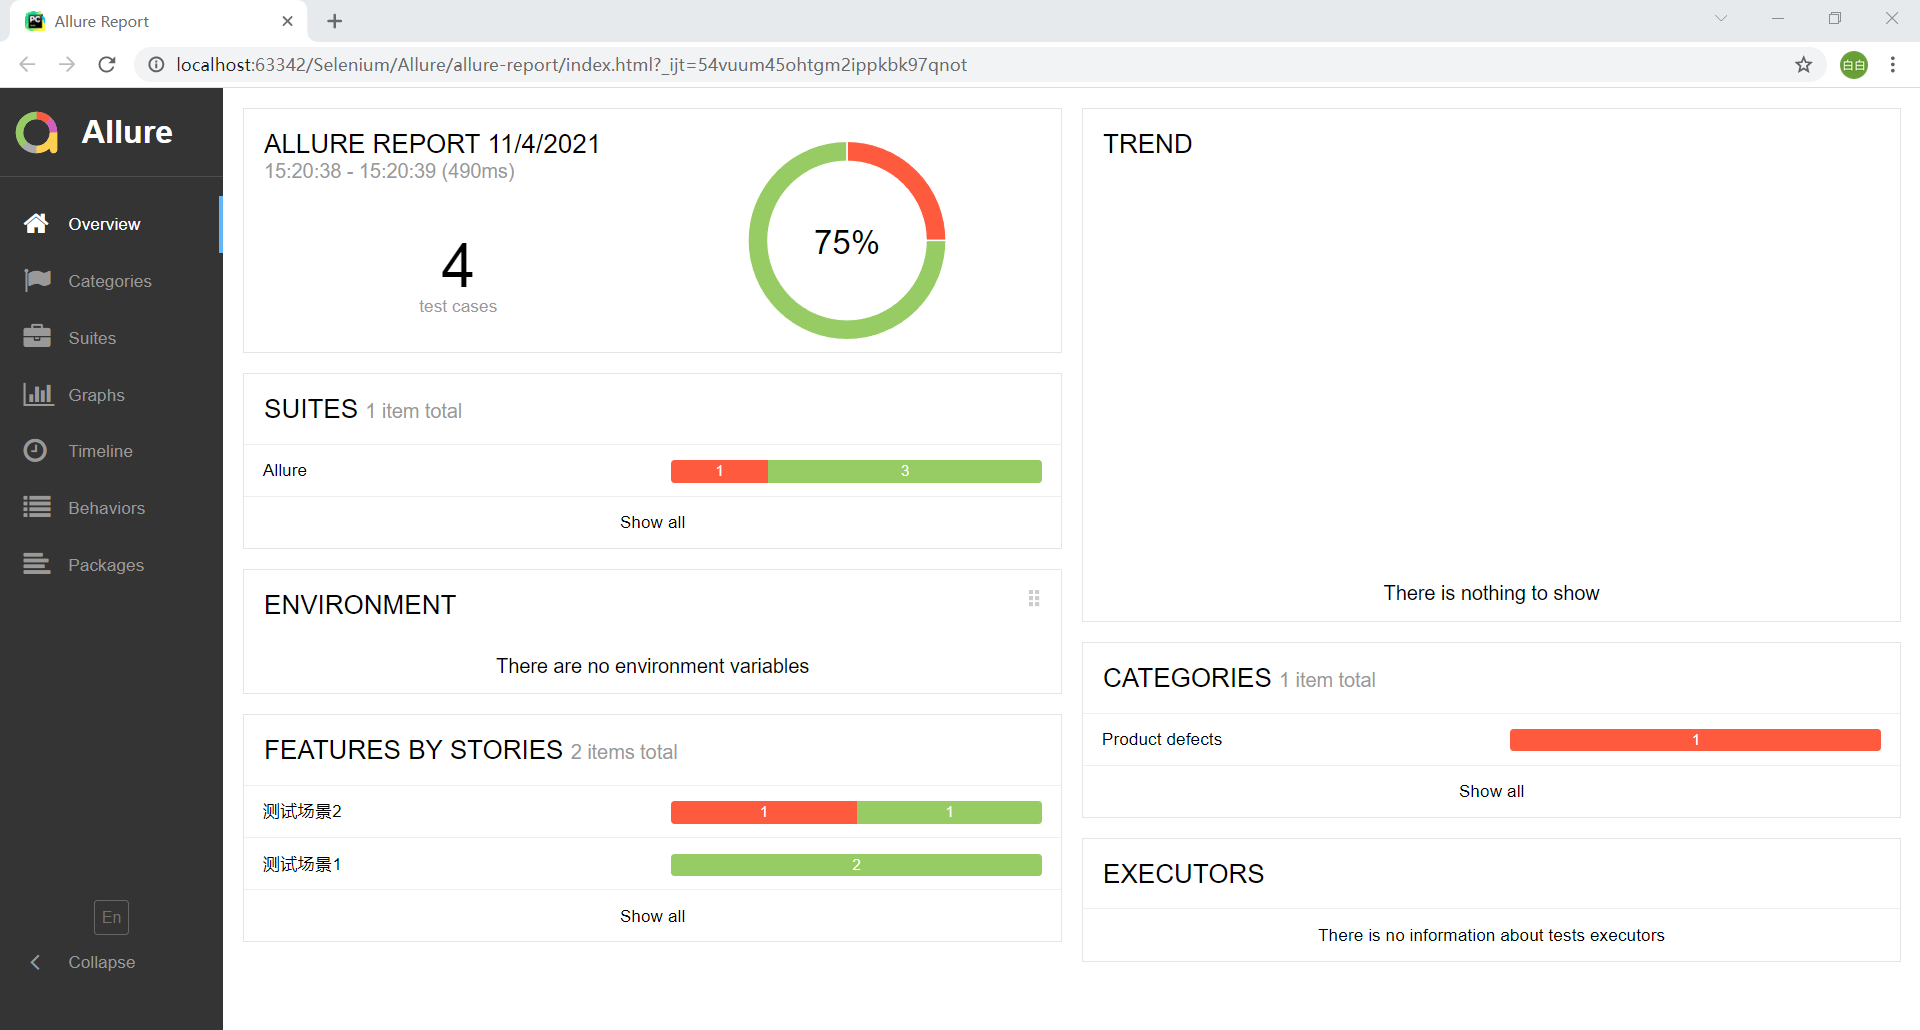 Allure Report
localhost:63342/Selenium/Allure/allure-report/index.html?_ijt=54vuum45ohtgm2ippkbk97qnot
白白
Allure
Overview
Categories
Suites
Graphs
Timeline
Behaviors
Packages
En
Collapse
ALLURE REPORT 11/4/2021
15:20:38 - 15:20:39 (490ms)
4
test cases
75%
SUITES 1 item total
Allure 1 3
Show all
ENVIRONMENT
There are no environment variables
FEATURES BY STORIES 2 items total
测试场景2 1 1
测试场景1 2
Show all
TREND
There is nothing to show
CATEGORIES 1 item total
Product defects 1
Show all
EXECUTORS
There is no information about tests executors